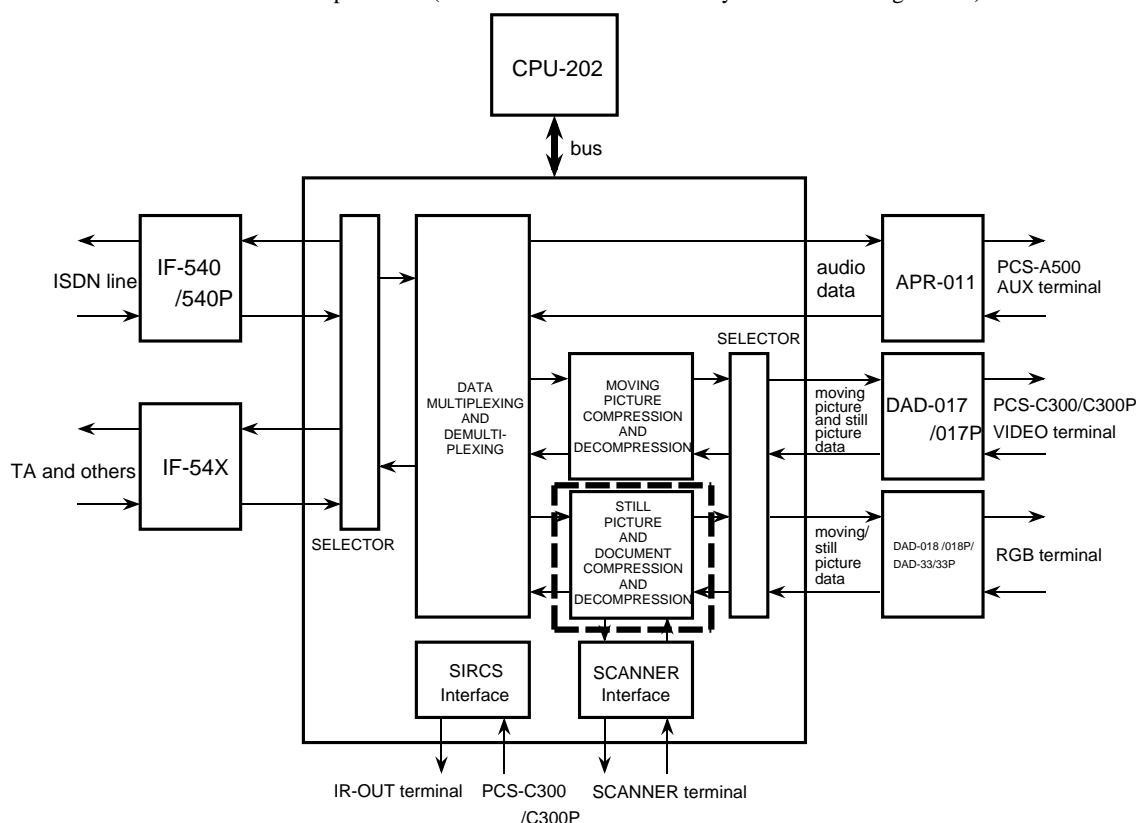 CPU-202
bus
IF-540
/540P
ISDN line
IF-54X
TA and others
SELECTOR
DATA
MULTIPLEXING
AND
DEMULTI-
PLEXING
MOVING
PICTURE
COMPRESSION
AND
DECOMPRESSION
STILL
PICTURE
AND
DOCUMENT
COMPRESSION
AND
DECOMPRESSION
SELECTOR
audio
data
APR-011
PCS-A500
AUX terminal
moving
picture
and still
picture
data
DAD-017
/017P
PCS-C300/C300P
VIDEO terminal
moving/
still
picture
data
DAD-018 /018P/
DAD-33/33P
RGB terminal
SIRCS
Interface
SCANNER
Interface
IR-OUT terminal
PCS-C300
/C300P
SCANNER terminal